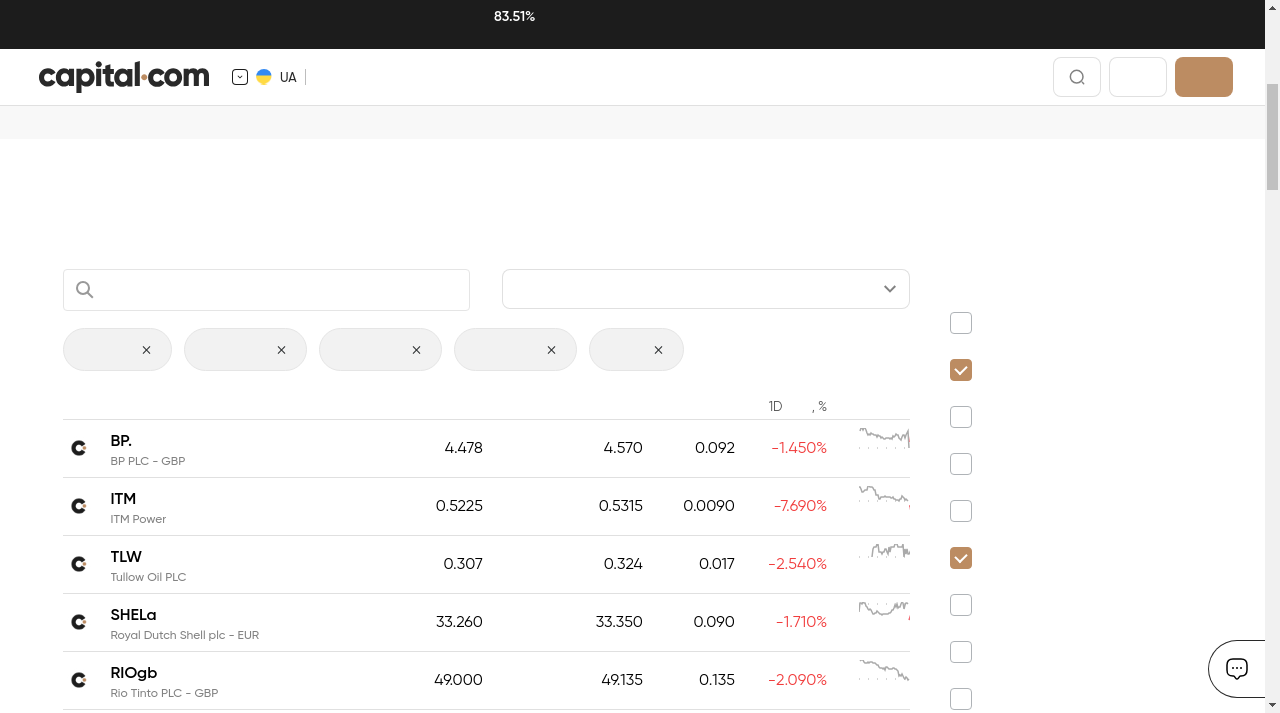 83.51%
capital.com
UA
1D , %
BP. 4.478 4.570 0.092 -1.450%
BP PLC - GBP
ITM 0.5225 0.5315 0.0090 -7.690%
ITM Power
TLW 0.307 0.324 0.017 -2.540%
Tullow Oil PLC
SHELa 33.260 33.350 0.090 -1.710%
Royal Dutch Shell plc - EUR
RIOgb 49.000 49.135 0.135 -2.090%
Rio Tinto PLC - GBP